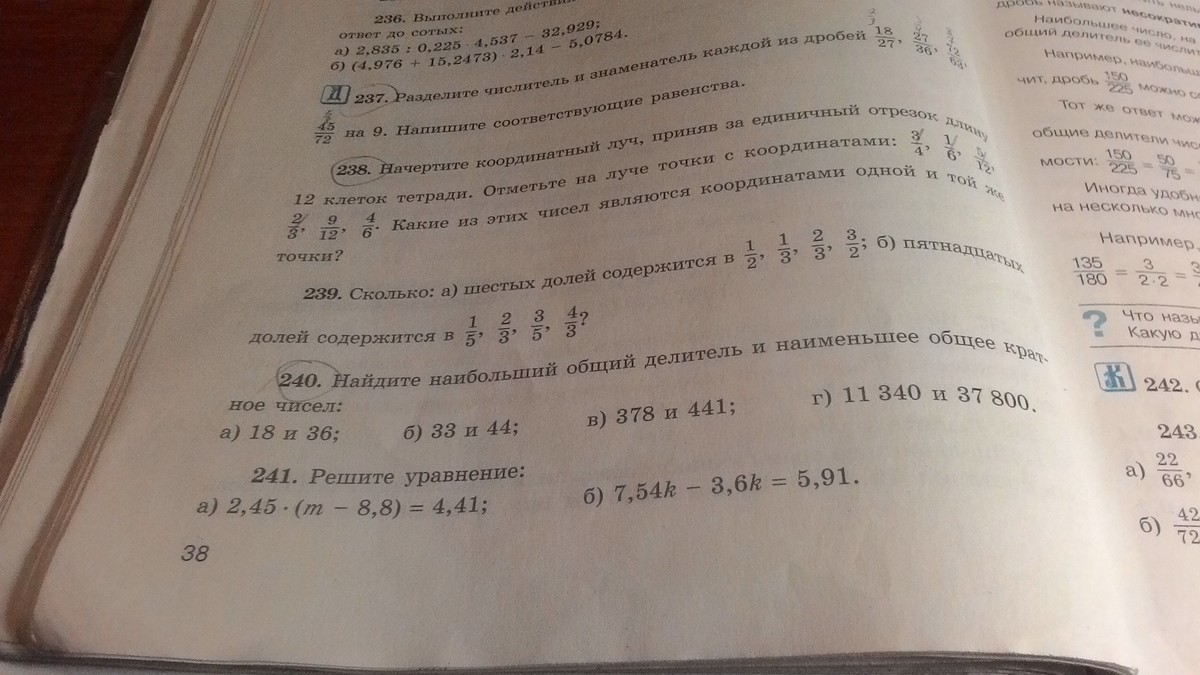 236. Выполните действия
ответ до сотых:
а) 2,835 : 0,225 · 4,537 − 32,929;
б) (4,976 + 15,2473) · 2,14 − 5,0784.
Д 237. Разделите числитель и знаменатель каждой из дробей 18/27, 27/36,
45/72 на 9. Напишите соответствующие равенства.
238. Начертите координатный луч, приняв за единичный отрезок длину
12 клеток тетради. Отметьте на луче точки с координатами: 3/4, 1/6,
2/3, 9/12, 4/6. Какие из этих чисел являются координатами одной и той же
точки?
239. Сколько: а) шестых долей содержится в 1/2, 1/3, 2/3, 3/2; б) пятнадцатых
долей содержится в 1/5, 2/3, 3/5, 4/3?
240. Найдите наибольший общий делитель и наименьшее общее крат-
ное чисел:
а) 18 и 36; б) 33 и 44; в) 378 и 441; г) 11 340 и 37 800.
241. Решите уравнение:
а) 2,45 · (m − 8,8) = 4,41; б) 7,54k − 3,6k = 5,91.
38
дробь называют
Наибольшее число, на
общий делитель ее
Например,
чит, дробь 150/225 можно
Тот же ответ
общие делители
мости: 150/225 = 50/75 =
Иногда
на несколько
Например,
135/180 = 3/2·2 =
? Что
Какую
К 242.
243.
а) 22/66,
б) 42/72